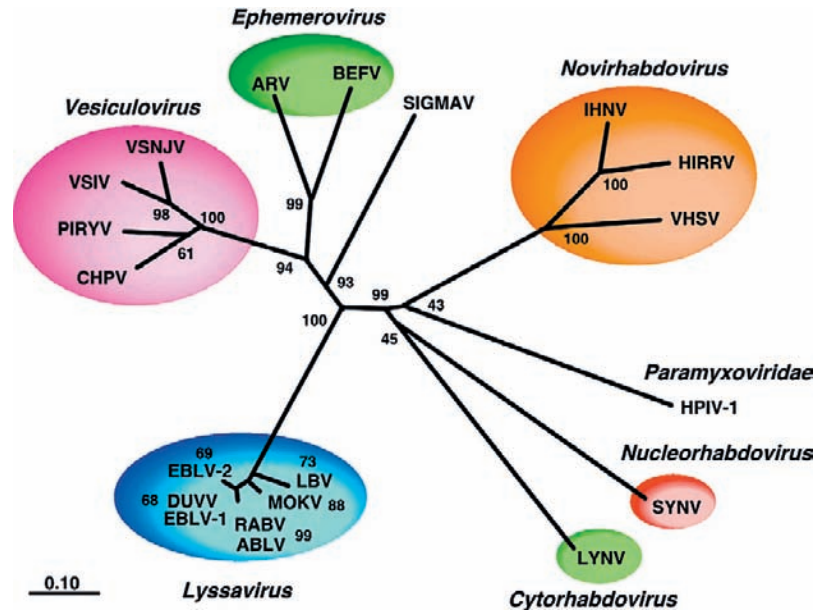 Ephemerovirus
ARV
BEFV
SIGMAV
Novirhabdovirus
IHNV
HIRRV
VHSV
100
100
Vesiculovirus
VSNJV
VSIV
PIRYV
CHPV
98
100
61
99
94
93
100
99
43
45
Paramyxoviridae
HPIV-1
Nucleorhabdovirus
SYNV
LYNV
Cytorhabdovirus
69
EBLV-2
73
LBV
68
DUVV
EBLV-1
MOKV
88
RABV
ABLV
99
Lyssavirus
0.10